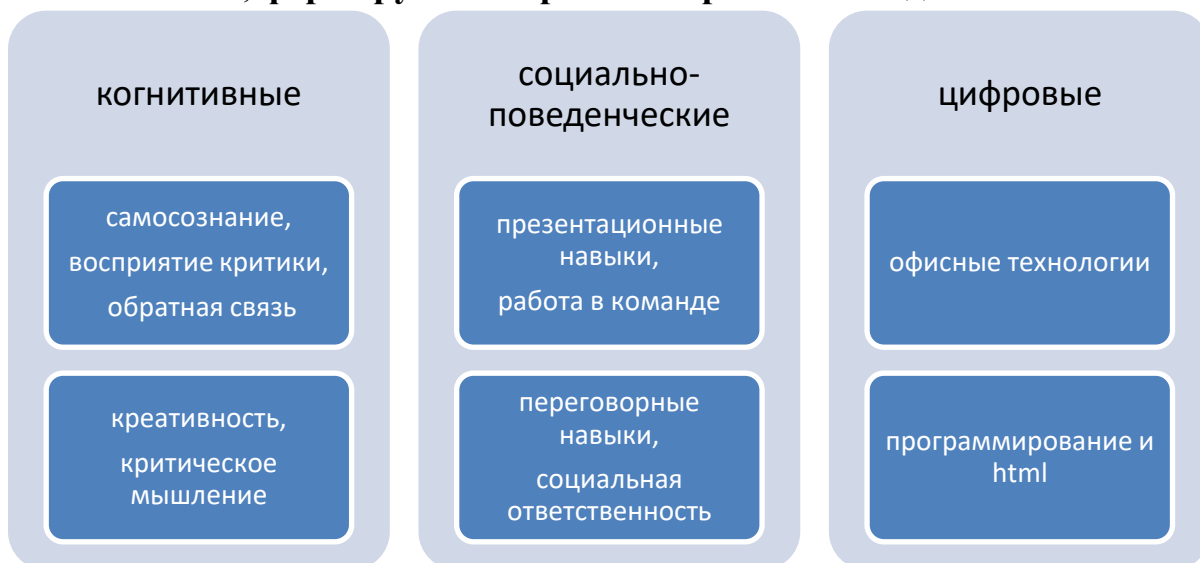 когнитивные
самосознание,
восприятие критики,
обратная связь
креативность,
критическое
мышление
социально-
поведенческие
презентационные
навыки,
работа в команде
переговорные
навыки,
социальная
ответственность
цифровые
офисные технологии
программирование и
html